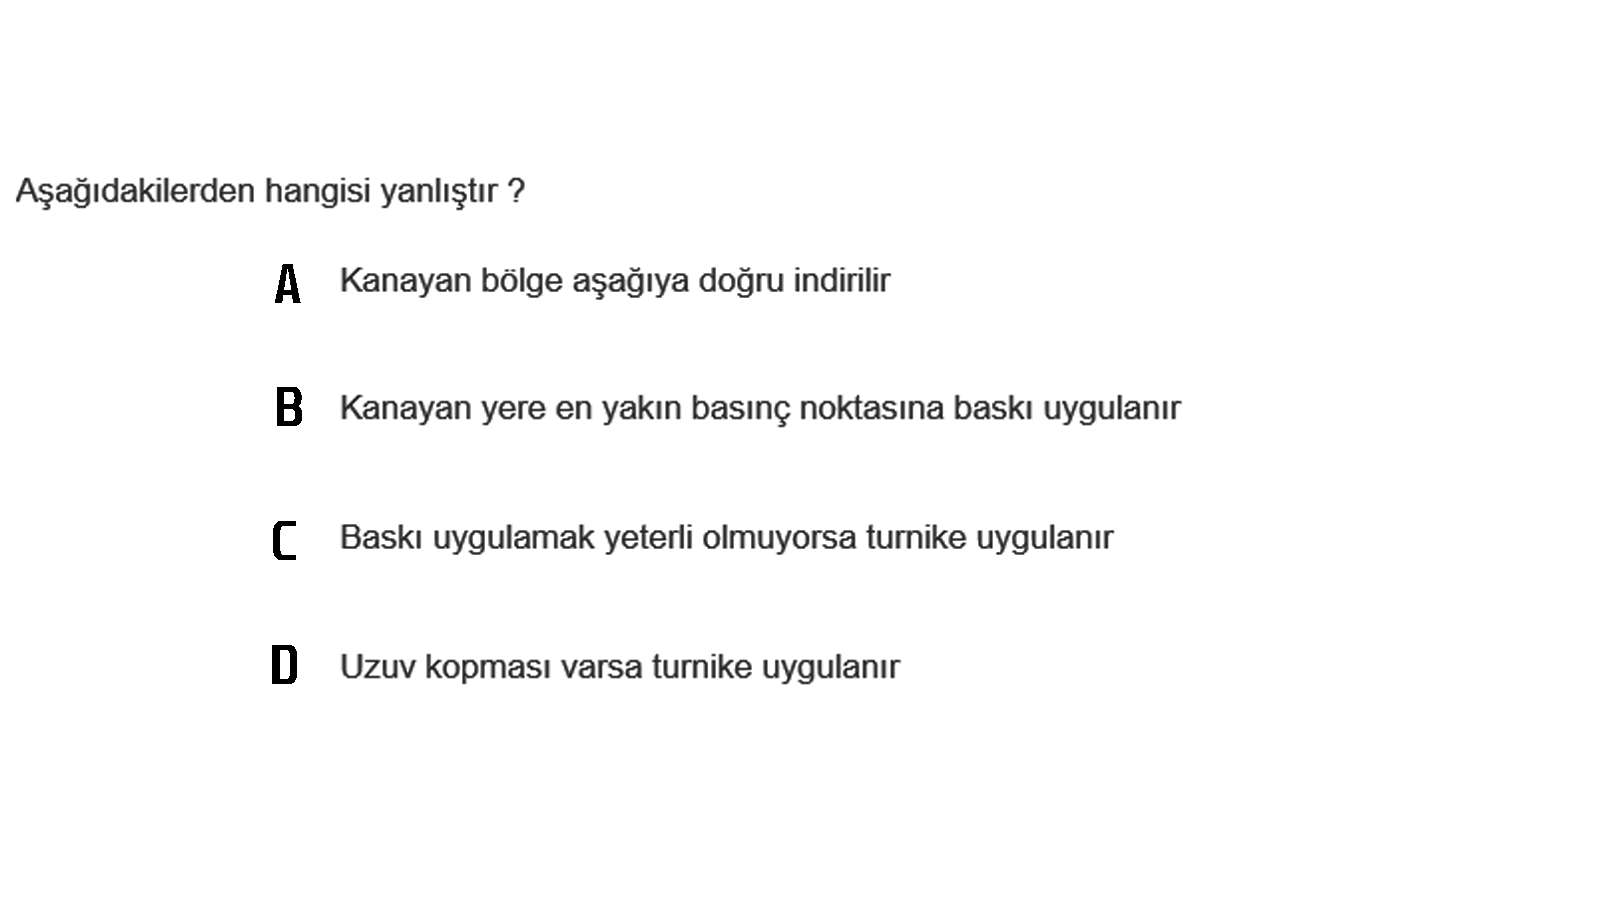 Aşağıdakilerden hangisi yanlıştır ?
A Kanayan bölge aşağıya doğru indirilir
B Kanayan yere en yakın basınç noktasına baskı uygulanır
C Baskı uygulamak yeterli olmuyorsa turnike uygulanır
D Uzuv kopması varsa turnike uygulanır